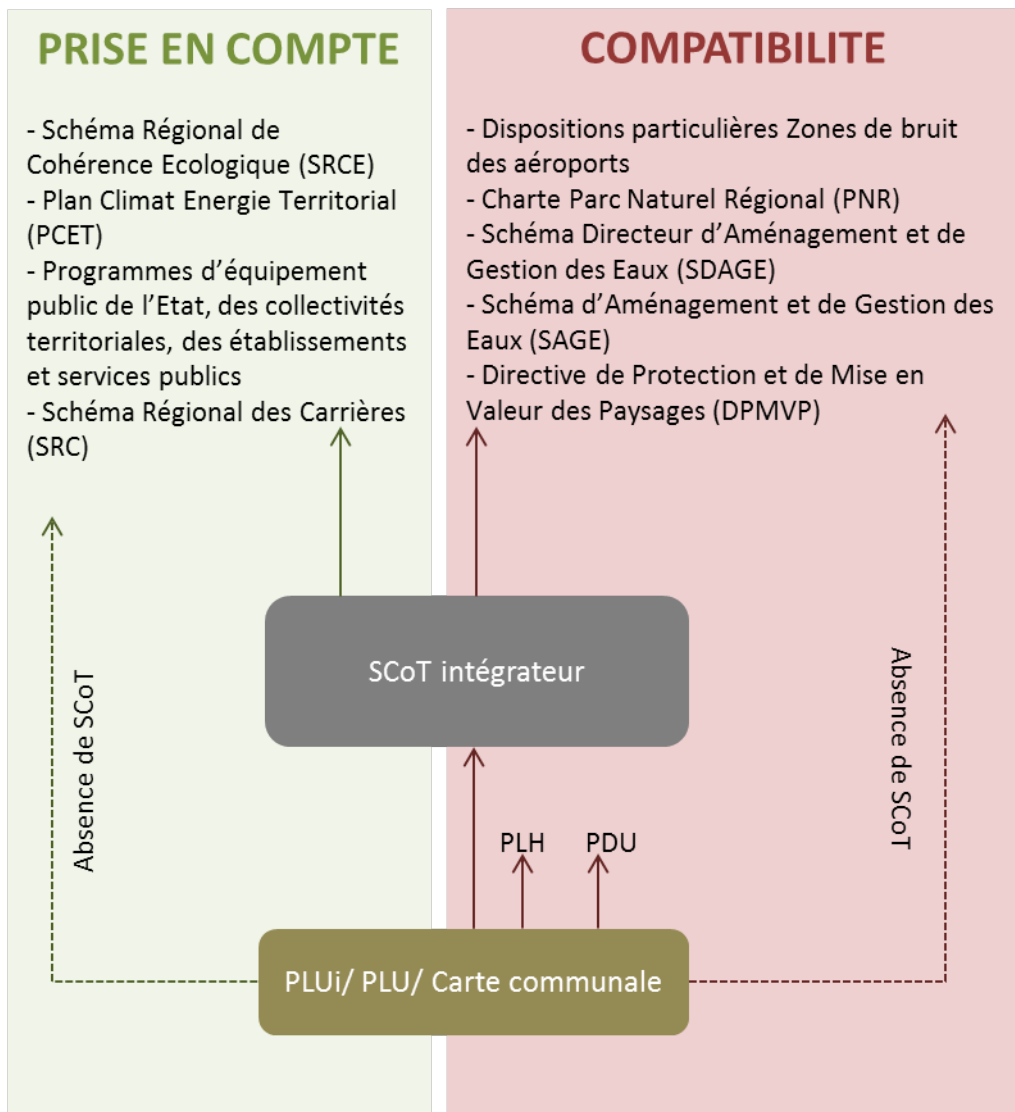 PRISE EN COMPTE
- Schéma Régional de
Cohérence Ecologique (SRCE)
- Plan Climat Energie Territorial
(PCET)
- Programmes d’équipement
public de l’Etat, des collectivités
territoriales, des établissements
et services publics
- Schéma Régional des Carrières
(SRC)
COMPATIBILITE
- Dispositions particulières Zones de bruit
des aéroports
- Charte Parc Naturel Régional (PNR)
- Schéma Directeur d’Aménagement et de
Gestion des Eaux (SDAGE)
- Schéma d’Aménagement et de Gestion des
Eaux (SAGE)
- Directive de Protection et de Mise en
Valeur des Paysages (DPMVP)
SCoT intégrateur
Absence de SCoT
Absence de SCoT
PLH
PDU
PLUi/ PLU/ Carte communale